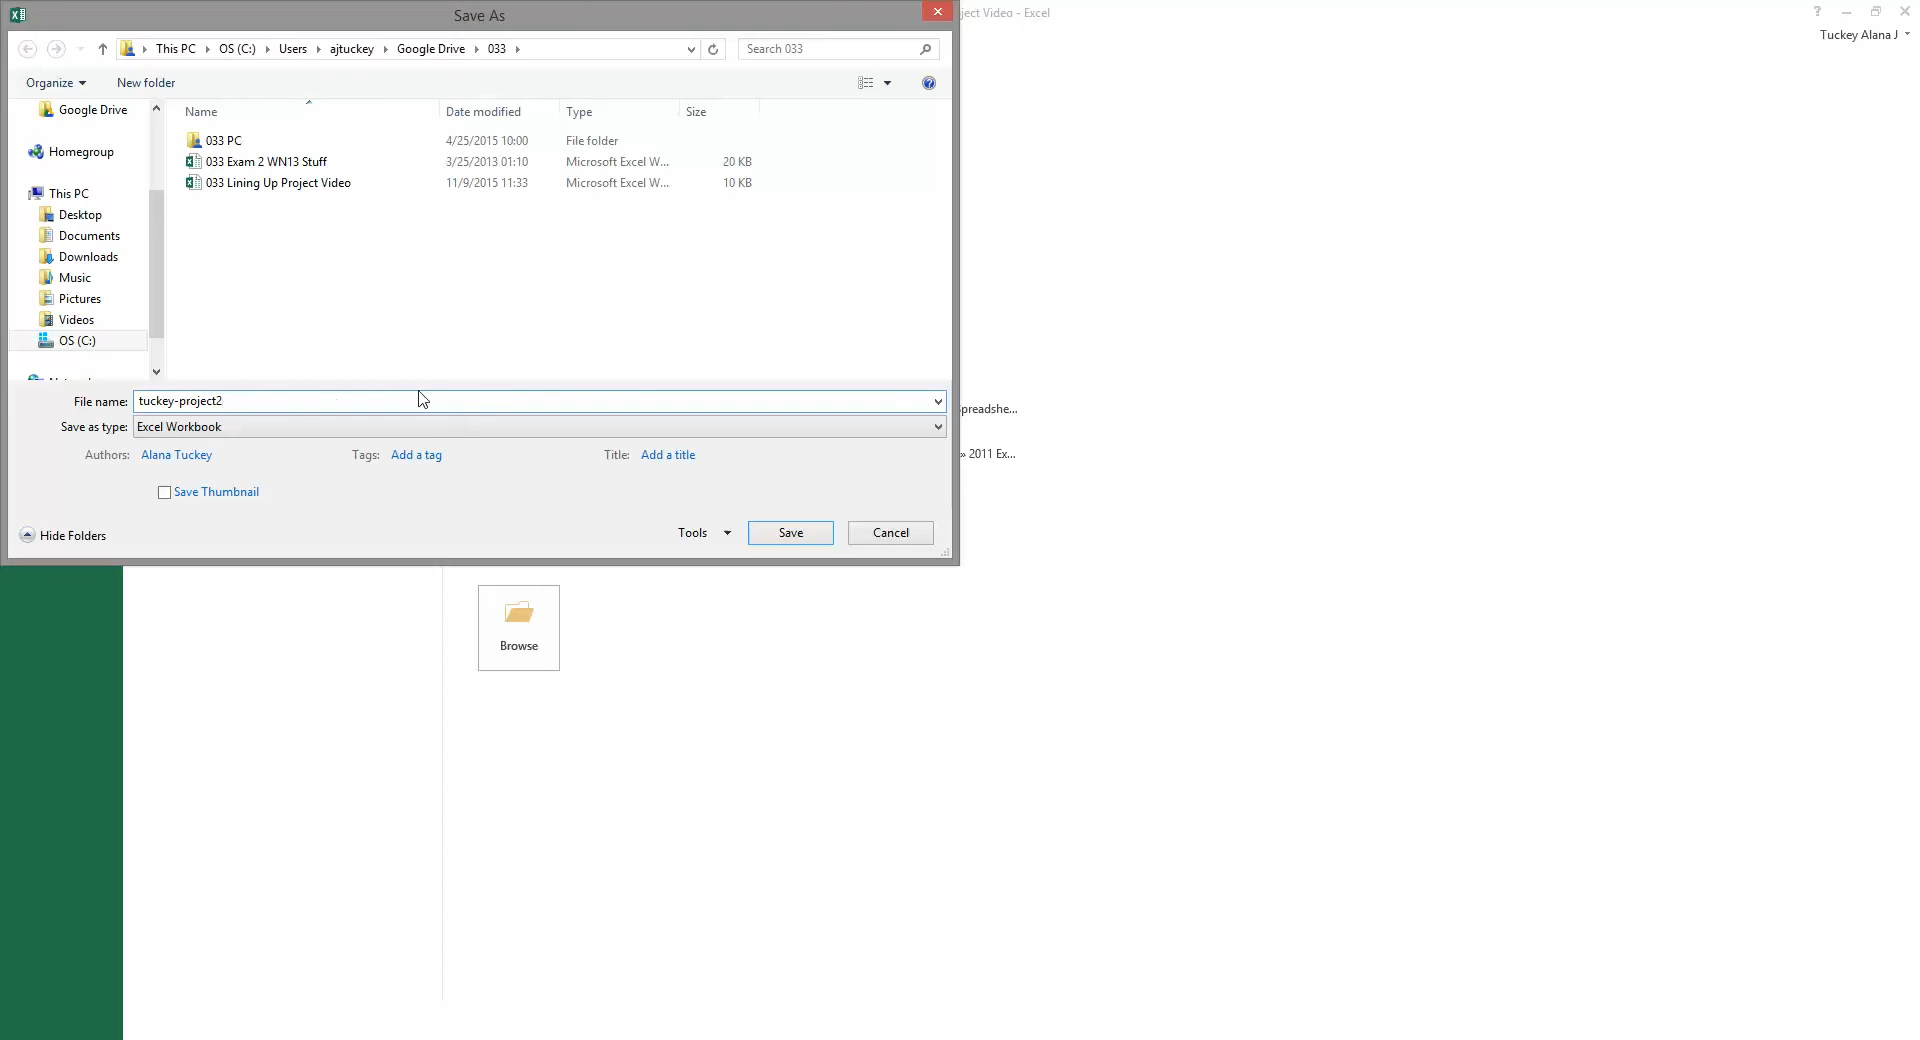 Save As
ject Video - Excel
Tuckey Alana J
This PC
OS (C:)
Users
ajtuckey
Google Drive
033
Search 033
Organize
New folder
Google Drive
Homegroup
This PC
Desktop
Documents
Downloads
Music
Pictures
Videos
OS (C:)
Name
Date modified
Type
Size
033 PC
4/25/2015 10:00
File folder
033 Exam 2 WN13 Stuff
3/25/2013 01:10
Microsoft Excel W...
20 KB
033 Lining Up Project Video
11/9/2015 11:33
Microsoft Excel W...
10 KB
File name:
tuckey-project2
Save as type:
Excel Workbook
Authors:
Alana Tuckey
Tags:
Add a tag
Title:
Add a title
Save Thumbnail
Hide Folders
Tools
Save
Cancel
preadshe...
» 2011 Ex...
Browse